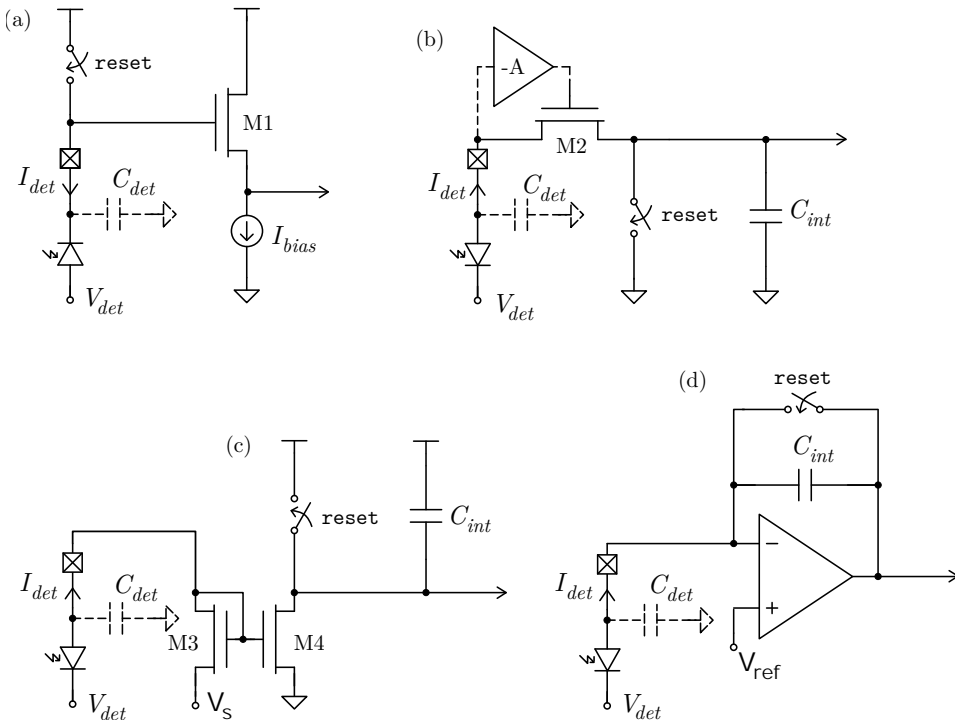 (a)
reset
M1
I_det
C_det
I_bias
V_det
(b)
-A
M2
I_det
C_det
reset
C_int
V_det
(c)
reset
C_int
I_det
C_det
M3
M4
V_det
V_s
(d)
reset
C_int
−
I_det
C_det
+
V_ref
V_det